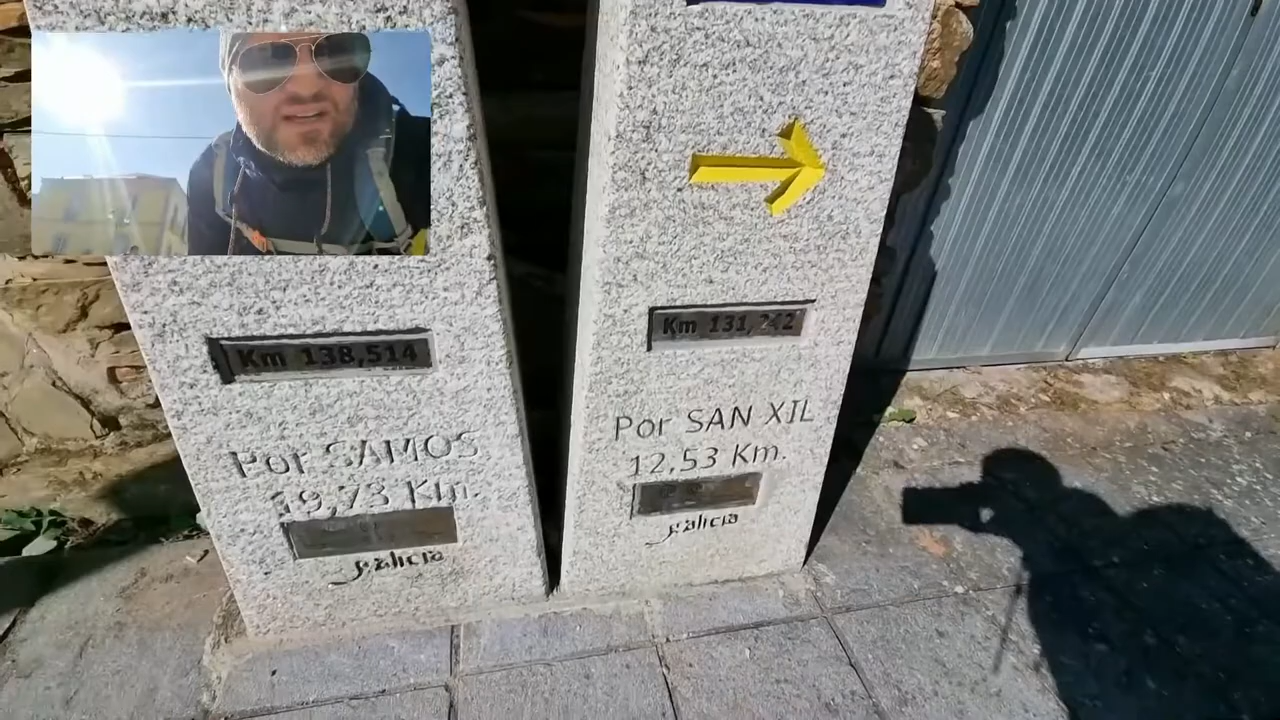 Km 138,514
Por SAMOS
19,73 Km.
galicia
Km 131,242
Por SAN XIL
12,53 Km.
galicia